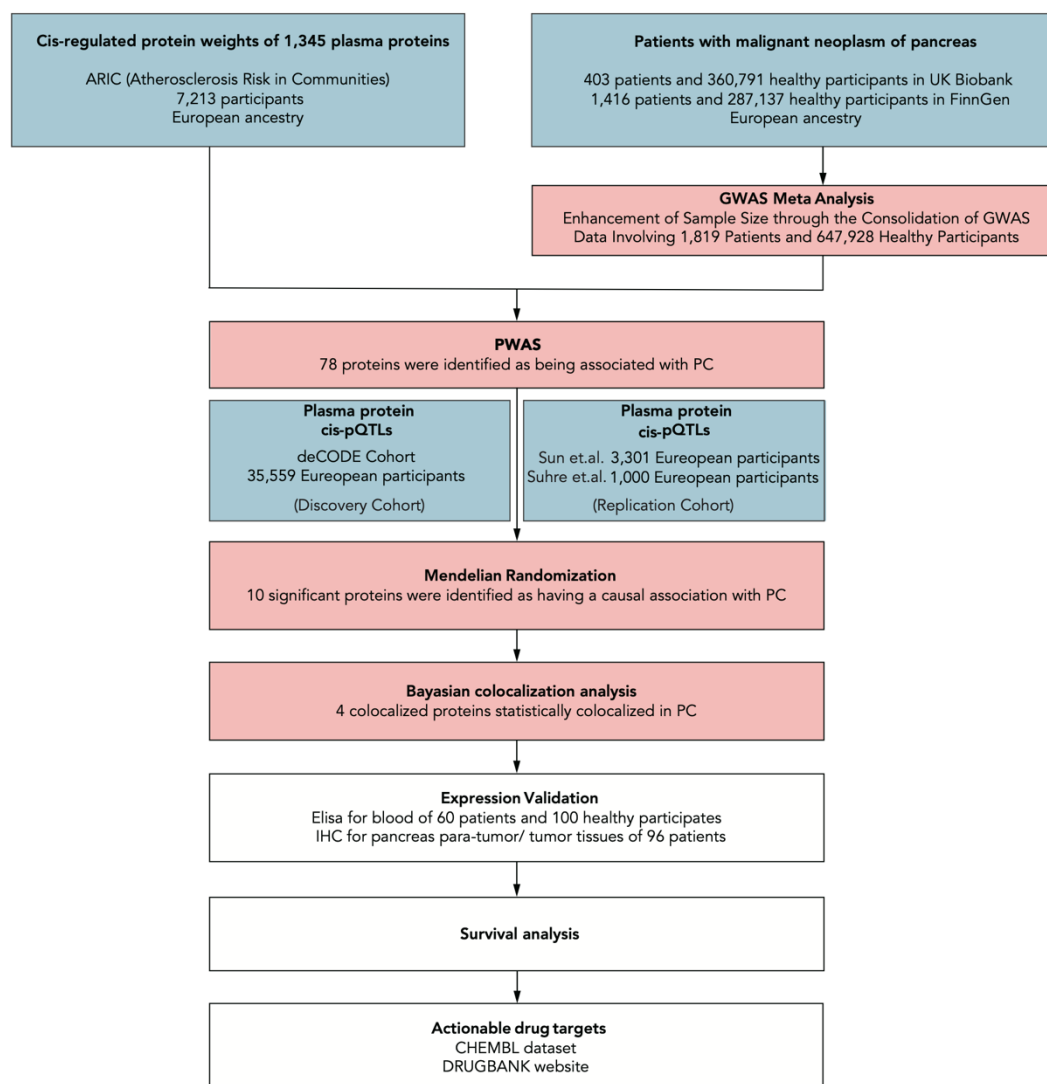 Cis-regulated protein weights of 1,345 plasma proteins
ARIC (Atherosclerosis Risk in Communities)
7,213 participants
European ancestry
Patients with malignant neoplasm of pancreas
403 patients and 360,791 healthy participants in UK Biobank
1,416 patients and 287,137 healthy participants in FinnGen
European ancestry
GWAS Meta Analysis
Enhancement of Sample Size through the Consolidation of GWAS
Data Involving 1,819 Patients and 647,928 Healthy Participants
PWAS
78 proteins were identified as being associated with PC
Plasma protein
cis-pQTLs
deCODE Cohort
35,559 Eureopean participants
(Discovery Cohort)
Plasma protein
cis-pQTLs
Sun et.al. 3,301 Eureopean participants
Suhre et.al. 1,000 Eureopean participants
(Replication Cohort)
Mendelian Randomization
10 significant proteins were identified as having a causal association with PC
Bayasian colocalization analysis
4 colocalized proteins statistically colocalized in PC
Expression Validation
Elisa for blood of 60 patients and 100 healthy participates
IHC for pancreas para-tumor/ tumor tissues of 96 patients
Survival analysis
Actionable drug targets
CHEMBL dataset
DRUGBANK website